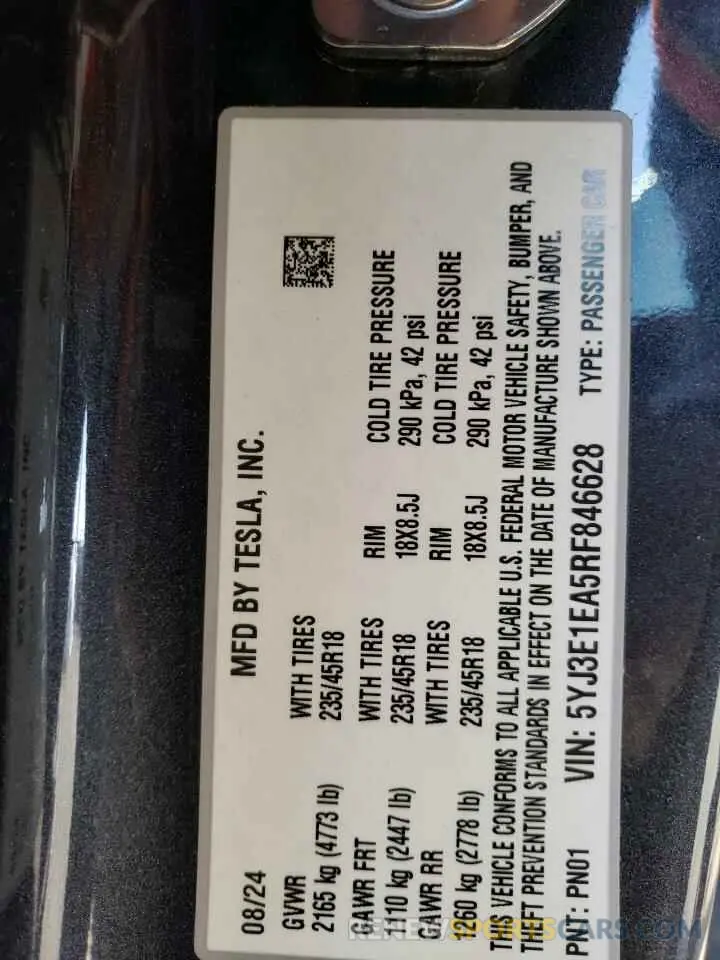 08/24 MFD BY TESLA, INC.
GVWR WITH TIRES
2165 kg (4773 lb) 235/45R18
GAWR FRT WITH TIRES RIM COLD TIRE PRESSURE
1110 kg (2447 lb) 235/45R18 18X8.5J 290 kPa, 42 psi
GAWR RR WITH TIRES RIM COLD TIRE PRESSURE
1260 kg (2778 lb) 235/45R18 18X8.5J 290 kPa, 42 psi
THIS VEHICLE CONFORMS TO ALL APPLICABLE U.S. FEDERAL MOTOR VEHICLE SAFETY, BUMPER, AND
THEFT PREVENTION STANDARDS IN EFFECT ON THE DATE OF MANUFACTURE SHOWN ABOVE.
PNT: PN01 VIN: 5YJ3E1EA5RF846628 TYPE: PASSENGER CAR
RENEWSPORTSCARS.COM